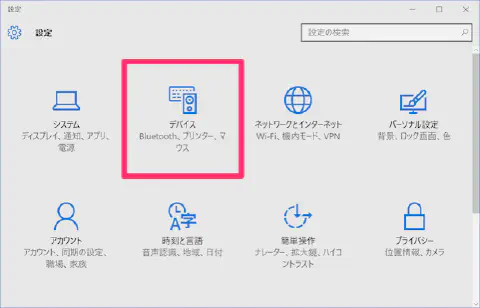 設定
設定
設定の検索
システム
ディスプレイ、通知、アプリ、
電源
デバイス
Bluetooth、プリンター、マ
ウス
ネットワークとインターネット
Wi-Fi、機内モード、VPN
パーソナル設定
背景、ロック画面、色
アカウント
アカウント、同期の設定、
職場、家族
時刻と言語
音声認識、地域、日付
簡単操作
ナレーター、拡大鏡、ハイコ
ントラスト
プライバシー
位置情報、カメラ